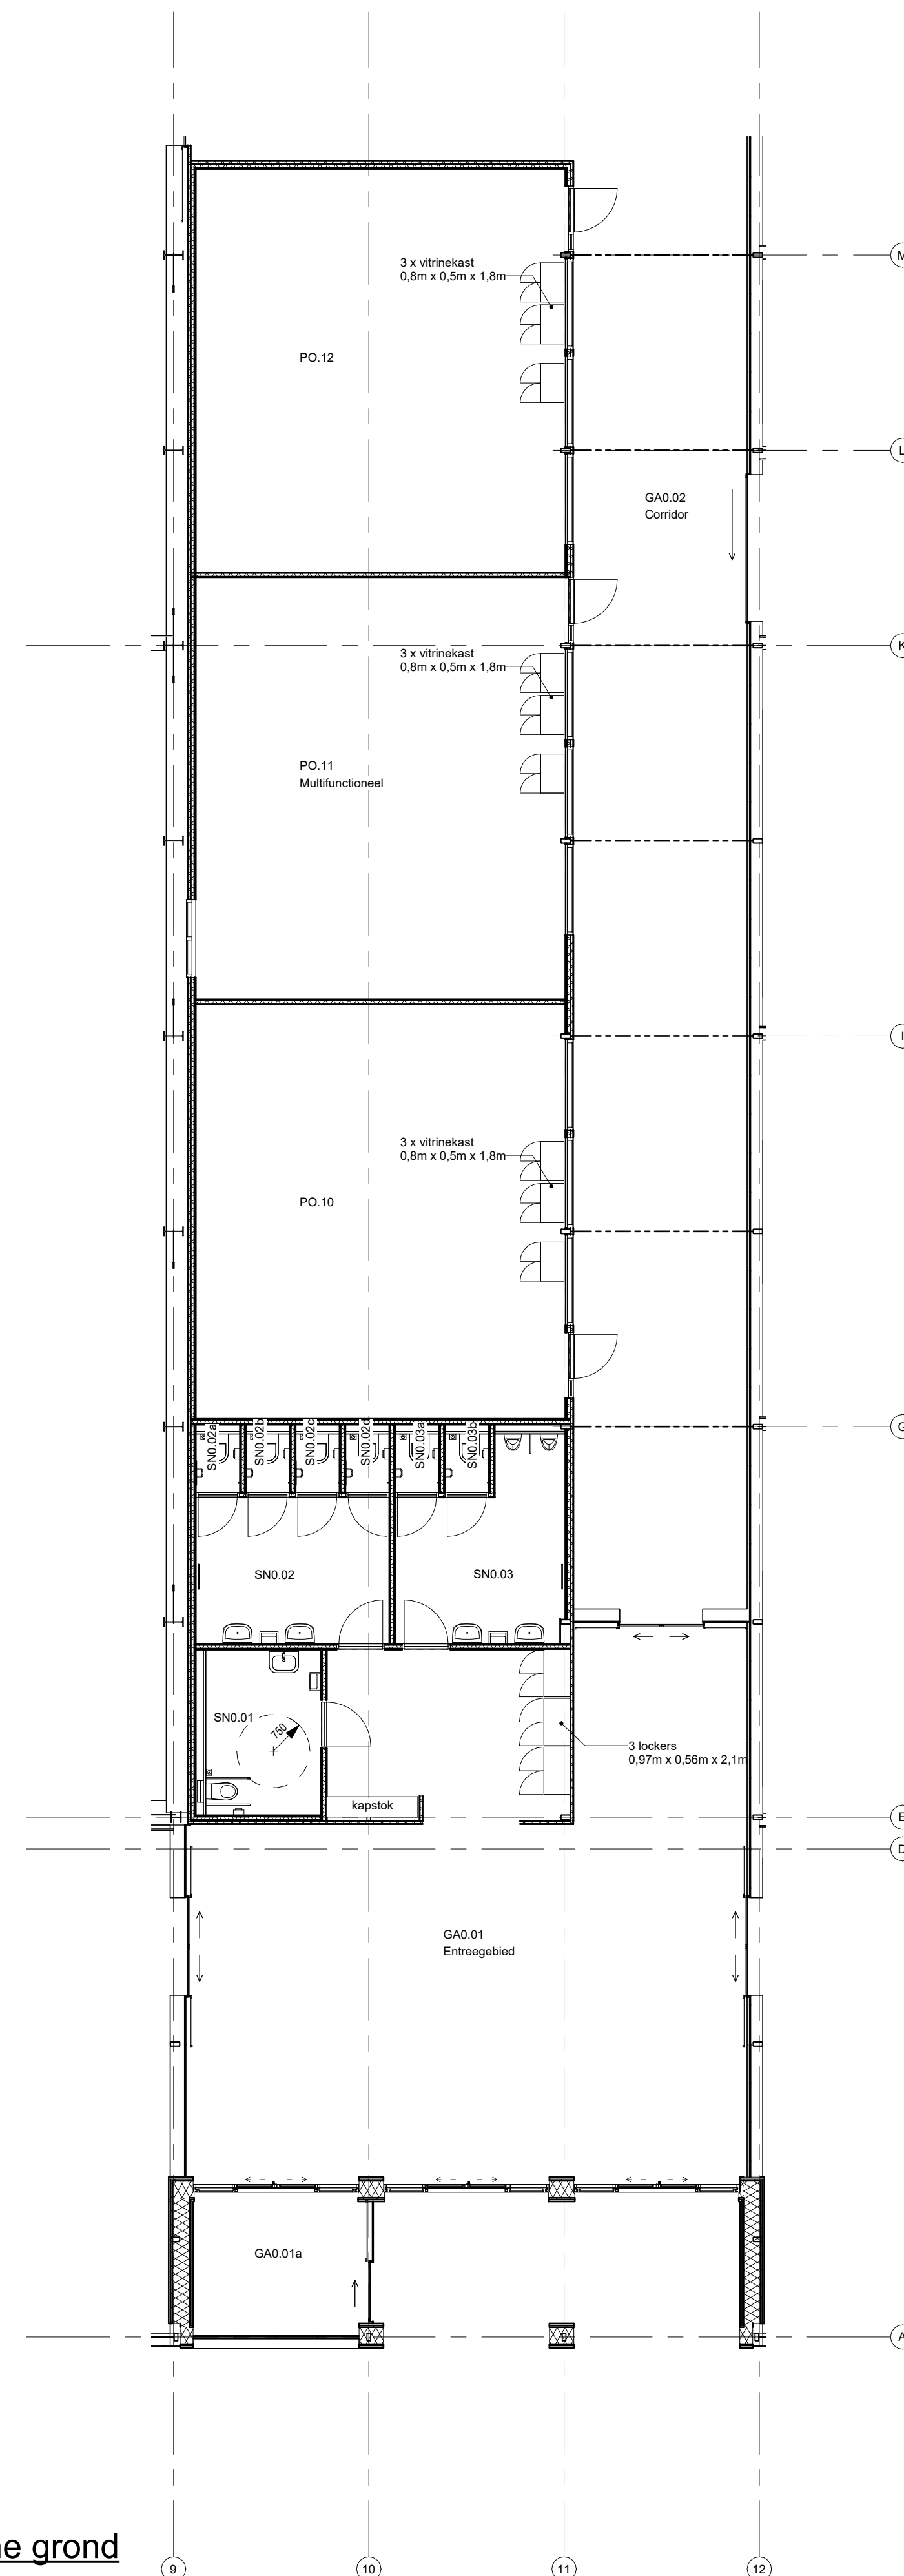 M
3 x vitrinekast
0,8m x 0,5m x 1,8m
PO.12
L
GA0.02
Corridor
K
3 x vitrinekast
0,8m x 0,5m x 1,8m
PO.11
Multifunctioneel
I
3 x vitrinekast
0,8m x 0,5m x 1,8m
PO.10
G
SN0.02a
SN0.02b
SN0.02c
SN0.02d
SN0.03a
SN0.03b
SN0.02
SN0.03
SN0.01
750
3 lockers
0,97m x 0,56m x 2,1m
kapstok
E
D
GA0.01
Entreegebied
GA0.01a
A
grond
9
10
11
12